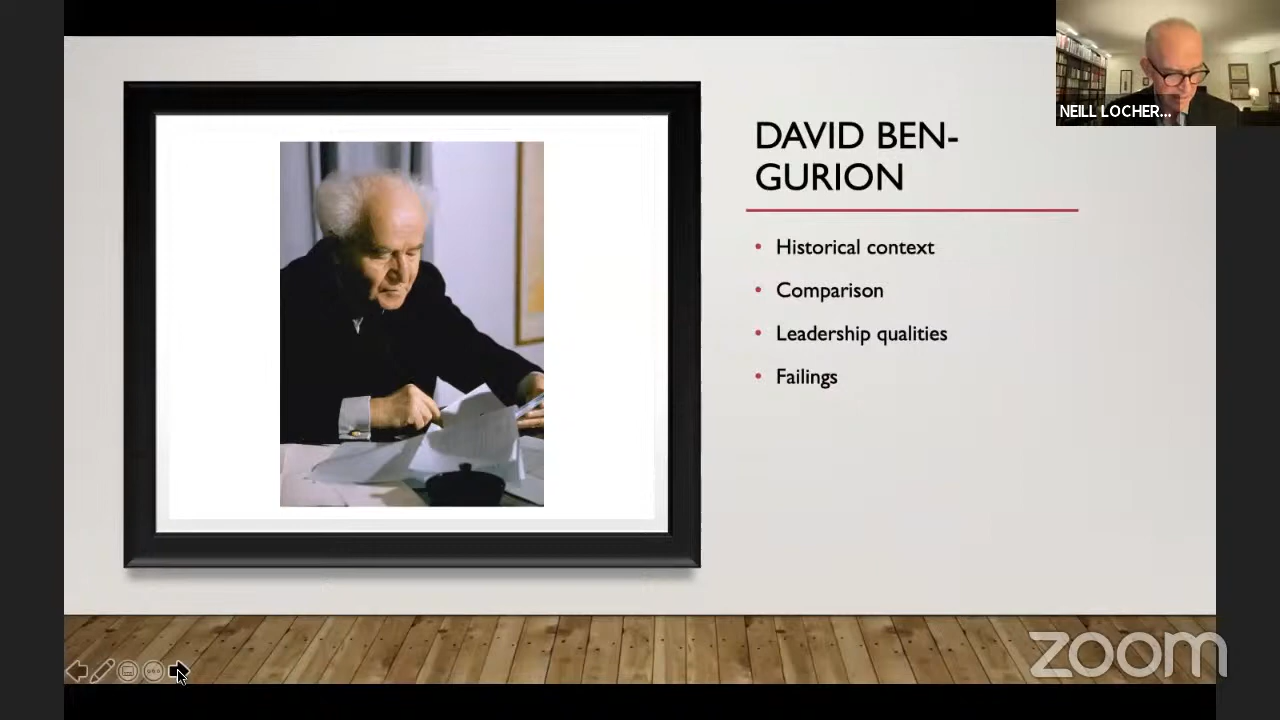 NEILL LOCHER...
DAVID BEN-
GURION
Historical context
Comparison
Leadership qualities
Failings
zoom